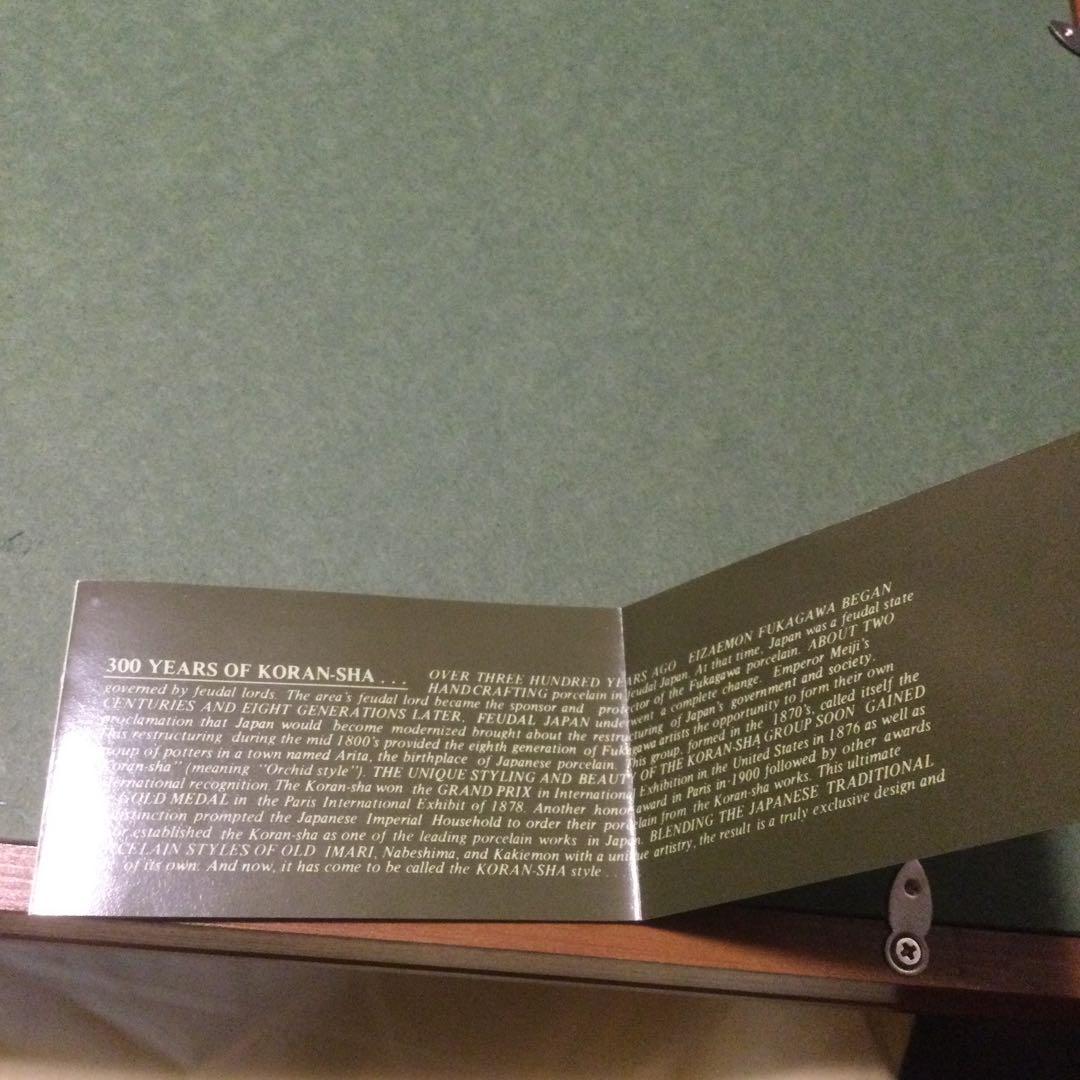 300 YEARS OF KORAN-SHA . . . OVER THREE HUNDRED YEARS AGO EIZAEMON FUKAGAWA BEGAN
HANDCRAFTING porcelain in feudal Japan. At that time, Japan was a feudal state
governed by feudal lords. The area's feudal lord became the sponsor and protector of the Fukagawa porcelain. ABOUT TWO
CENTURIES AND EIGHT GENERATIONS LATER, FEUDAL JAPAN underwent a complete change. Emperor Meiji's
proclamation that Japan would become modernized brought about the restructuring of Japan's government and society.
This restructuring during the mid 1800's provided the eighth generation of Fukagawa artists the opportunity to form their own
group of potters in a town named Arita, the birthplace of Japanese porcelain. This group, formed in the 1870's, called itself the
"Koran-sha" (meaning "Orchid style"). THE UNIQUE STYLING AND BEAUTY OF THE KORAN-SHA GROUP SOON GAINED
international recognition. The Koran-sha won the GRAND PRIX in International Exhibition in the United States in 1876 as well as
GOLD MEDAL in the Paris International Exhibit of 1878. Another honor award in Paris in 1900 followed by other awards
distinction prompted the Japanese Imperial Household to order their porcelain from the Koran-sha works. This ultimate
established the Koran-sha as one of the leading porcelain works in Japan. BLENDING THE JAPANESE TRADITIONAL
PORCELAIN STYLES OF OLD IMARI, Nabeshima, and Kakiemon with a unique artistry, the result is a truly exclusive design and
of its own. And now, it has come to be called the KORAN-SHA style . .